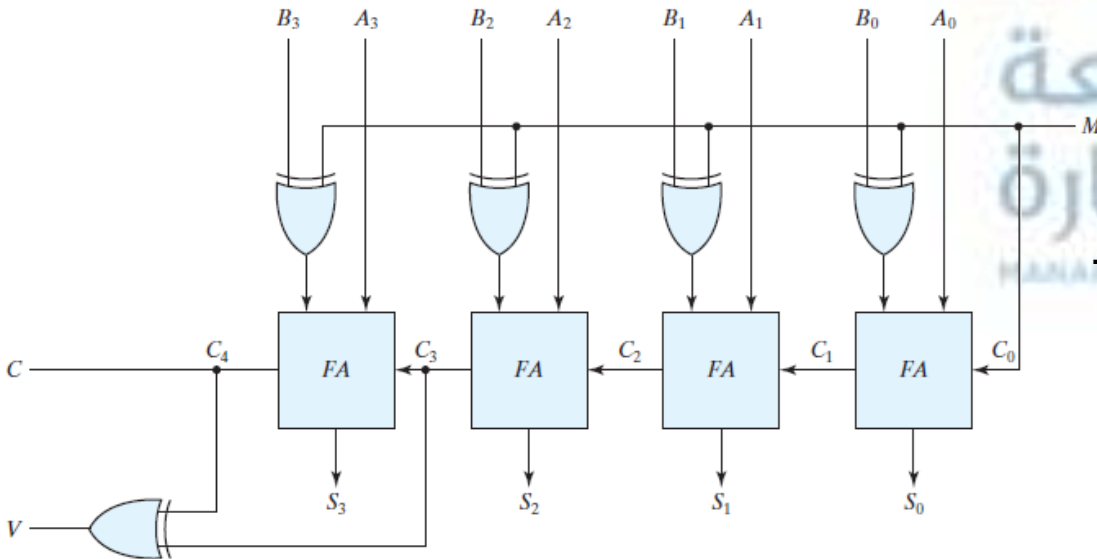 B₃ A₃ B₂ A₂ B₁ A₁ B₀ A₀
M
C C₄ FA C₃ FA C₂ FA C₁ FA C₀
S₃ S₂ S₁ S₀
V